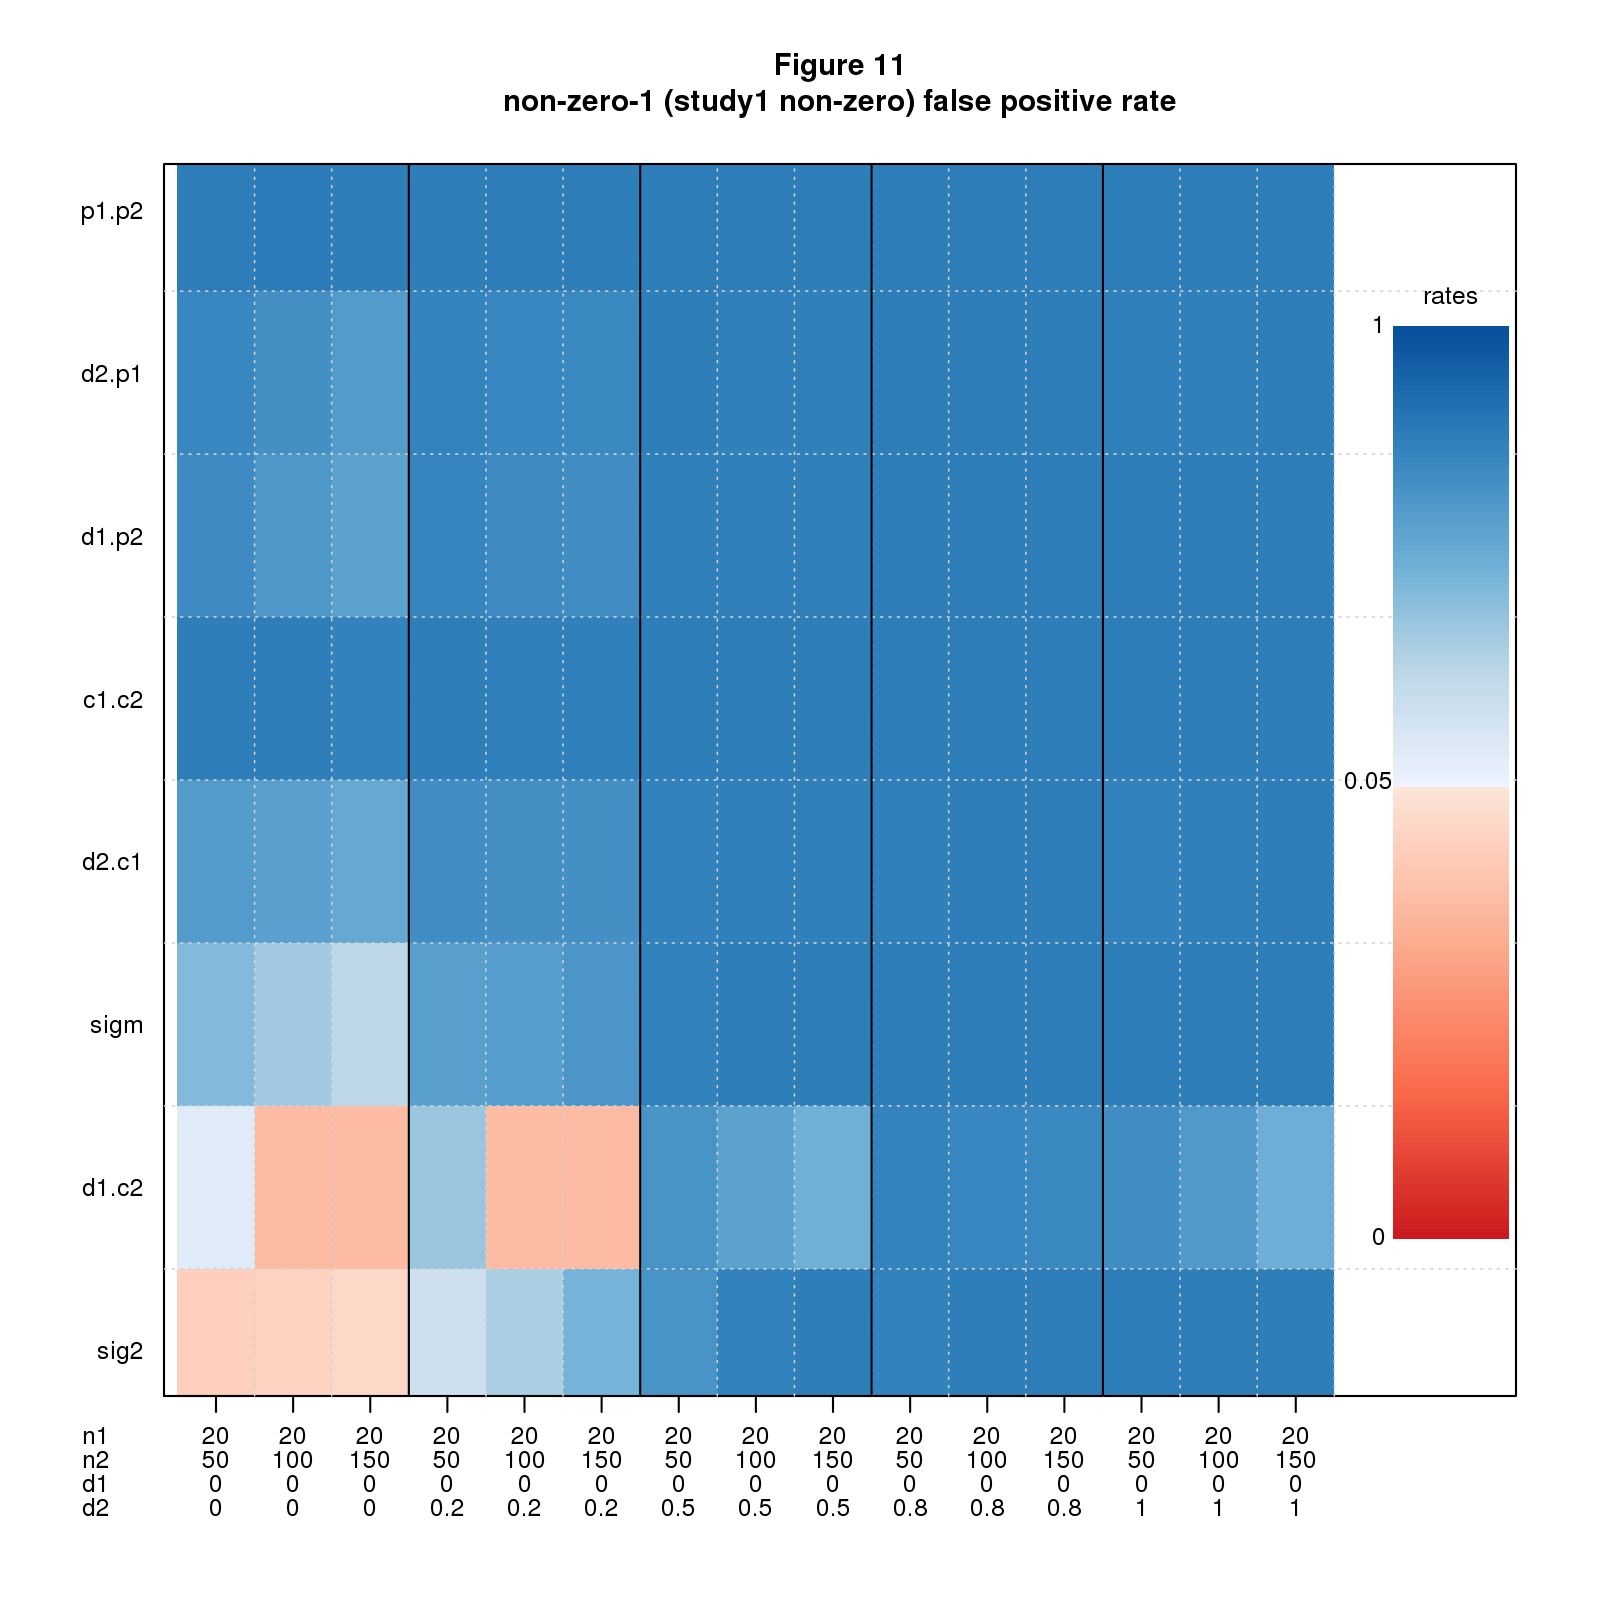 Figure 11
non-zero-1 (study1 non-zero) false positive rate
p1.p2
d2.p1
d1.p2
c1.c2
d2.c1
sigm
d1.c2
sig2
rates
1
0.05
0
n1 20 20 20 20 20 20 20 20 20 20 20 20 20 20 20
n2 50 100 150 50 100 150 50 100 150 50 100 150 50 100 150
d1 0 0 0 0 0 0 0 0 0 0 0 0 0 0 0
d2 0 0 0 0.2 0.2 0.2 0.5 0.5 0.5 0.8 0.8 0.8 1 1 1